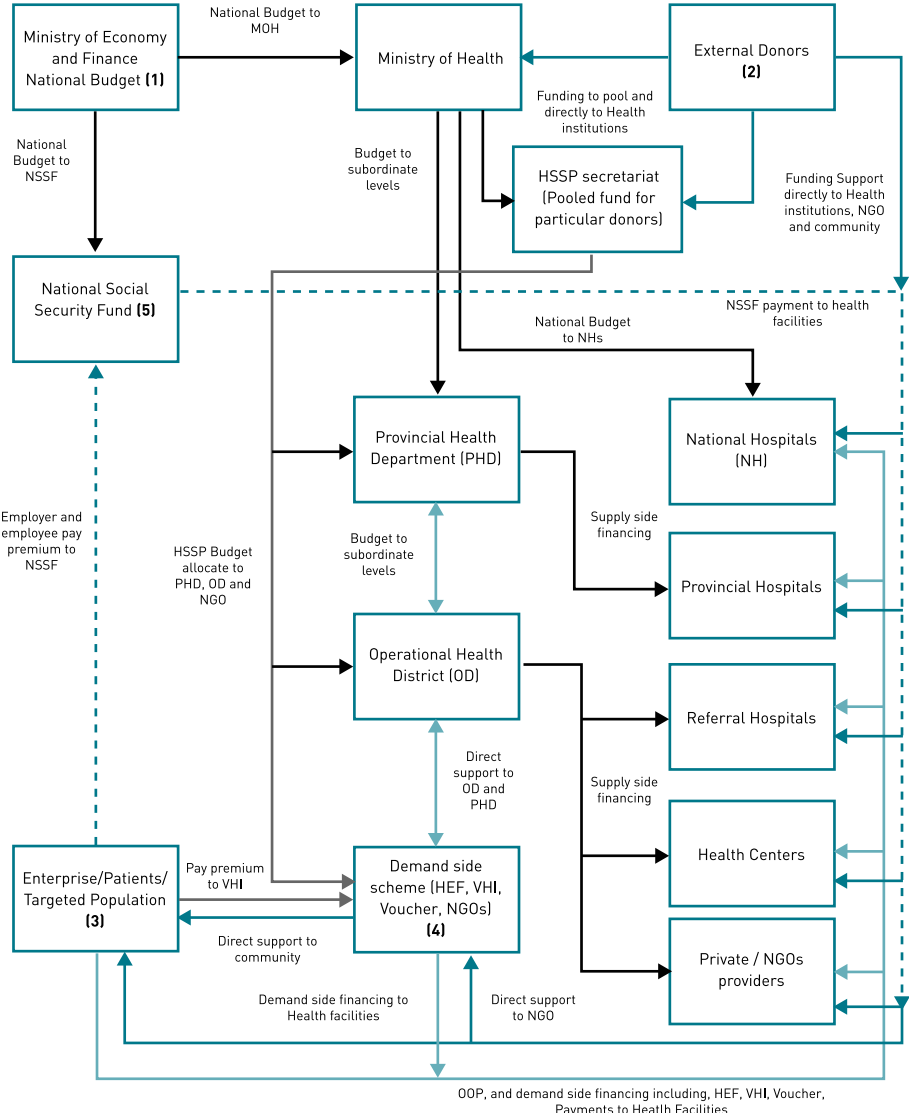 National Budget to
MOH
Ministry of Economy
and Finance
National Budget (1)
Ministry of Health
External Donors
(2)
Funding to pool and
directly to Health
institutions
National
Budget to
NSSF
Budget to
subordinate
levels
HSSP secretariat
(Pooled fund for
particular donors)
Funding Support
directly to Health
institutions, NGO
and community
National Social
Security Fund (5)
NSSF payment to health
facilities
National Budget
to NHs
Provincial Health
Department (PHD)
National Hospitals
(NH)
Employer and
employee pay
premium to
NSSF
HSSP Budget
allocate to
PHD, OD and
NGO
Budget to
subordinate
levels
Supply side
financing
Provincial Hospitals
Operational Health
District (OD)
Referral Hospitals
Direct
support to
OD and
PHD
Supply side
financing
Enterprise/Patients/
Targeted Population
(3)
Pay premium
to VHI
Demand side
scheme (HEF, VHI,
Voucher, NGOs)
(4)
Health Centers
Direct support to
community
Private / NGOs
providers
Demand side financing to
Health facilities
Direct support
to NGO
OOP, and demand side financing including, HEF, VHI, Voucher,
Payments to Heatlh Facilities